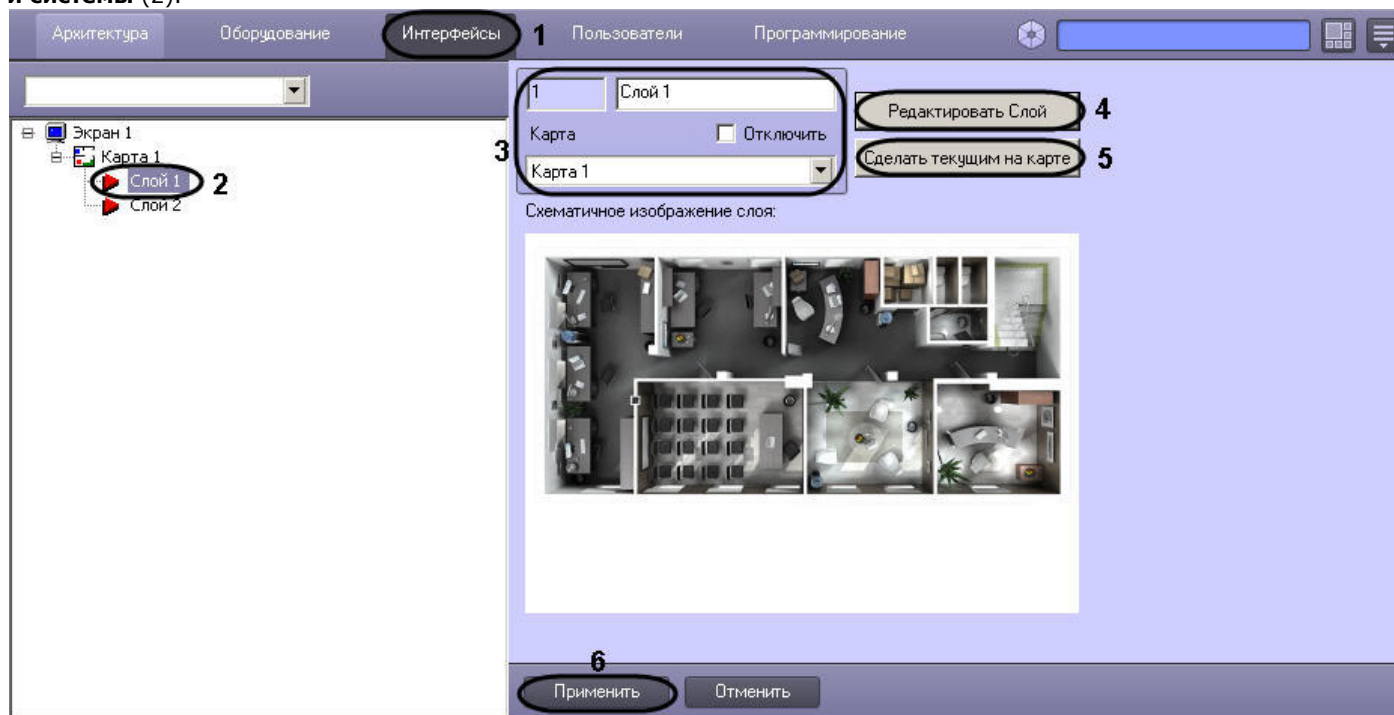 и системы (2).
Архитектура Оборудование Интерфейсы 1 Пользователи Программирование
1 Слой 1
Редактировать Слой 4
Экран 1
Карта Отключить
3
Сделать текущим на карте 5
Карта 1
Карта 1
Слой 1 2
Слой 2
Схематичное изображение слоя:
6
Применить Отменить